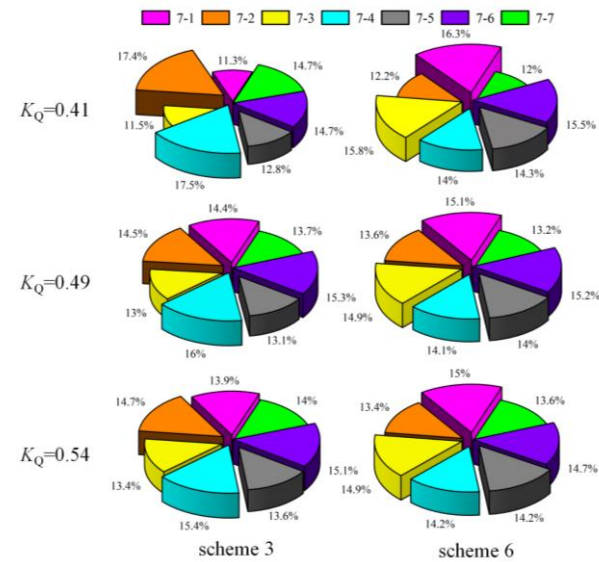 7-1 7-2 7-3 7-4 7-5 7-6 7-7
16.3%
17.4% 11.3% 14.7% 12.2% 12%
K_Q=0.41
11.5% 14.7% 15.8% 15.5%
17.5% 12.8% 14% 14.3%
14.4% 15.1%
14.5% 13.7% 13.6% 13.2%
K_Q=0.49
13% 15.3% 14.9% 15.2%
16% 13.1% 14.1% 14%
13.9% 15%
14.7% 14% 13.4% 13.6%
K_Q=0.54
13.4% 15.1% 14.9% 14.7%
15.4% 13.6% 14.2% 14.2%
scheme 3 scheme 6